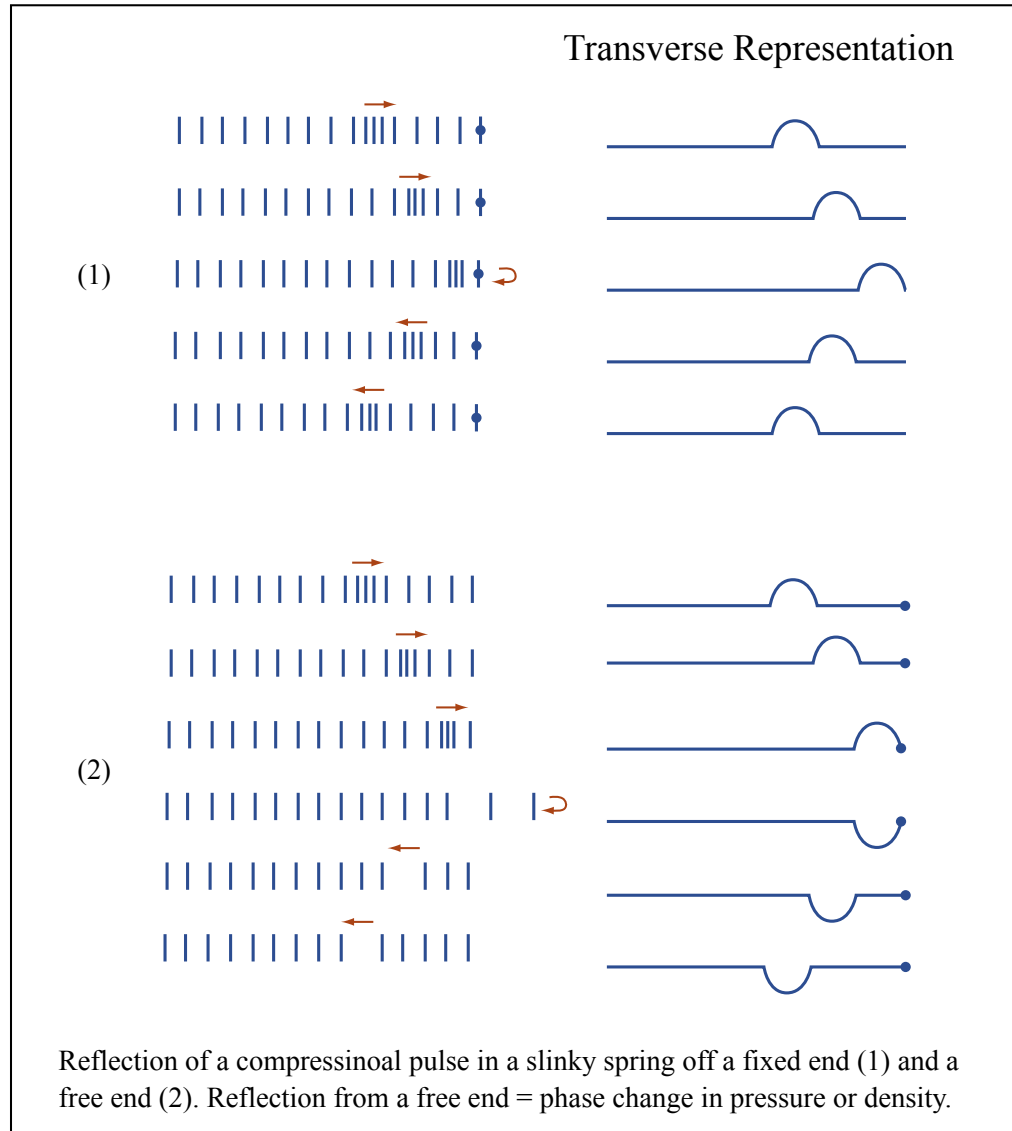 Transverse Representation
(1)
(2)
Reflection of a compressinoal pulse in a slinky spring off a fixed end (1) and a
free end (2). Reflection from a free end = phase change in pressure or density.